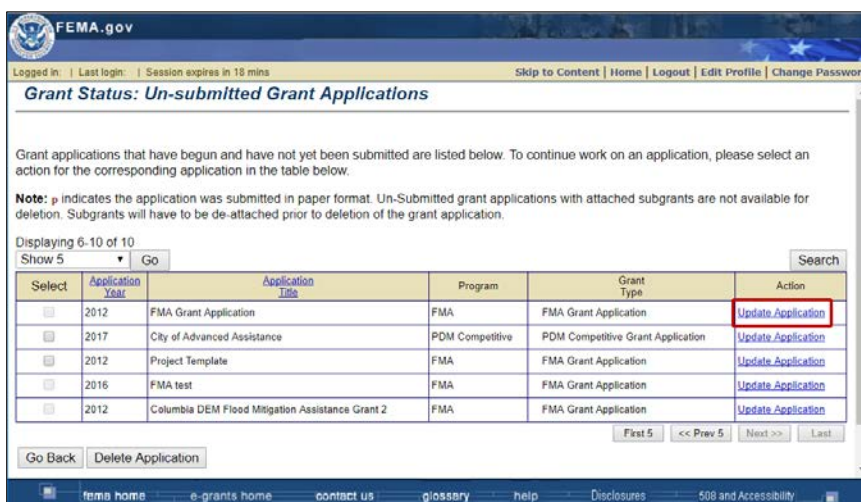 FEMA.gov
Logged in: | Last login: | Session expires in 18 mins Skip to Content | Home | Logout | Edit Profile | Change Passwor
Grant Status: Un-submitted Grant Applications
Grant applications that have begun and have not yet been submitted are listed below. To continue work on an application, please select an
action for the corresponding application in the table below.
Note: p indicates the application was submitted in paper format. Un-Submitted grant applications with attached subgrants are not available for
deletion. Subgrants will have to be de-attached prior to deletion of the grant application.
Displaying 6-10 of 10
Show 5 Go Search
Select Application Year Application Title Program Grant Type Action
2012 FMA Grant Application FMA FMA Grant Application Update Application
2017 City of Advanced Assistance PDM Competitive PDM Competitive Grant Application Update Application
2012 Project Template FMA FMA Grant Application Update Application
2016 FMA test FMA FMA Grant Application Update Application
2012 Columbia DEM Flood Mitigation Assistance Grant 2 FMA FMA Grant Application Update Application
First 5 << Prev 5 Next >> Last
Go Back Delete Application
fema home e-grants home contact us glossary help Disclosures 508 and Accessibility